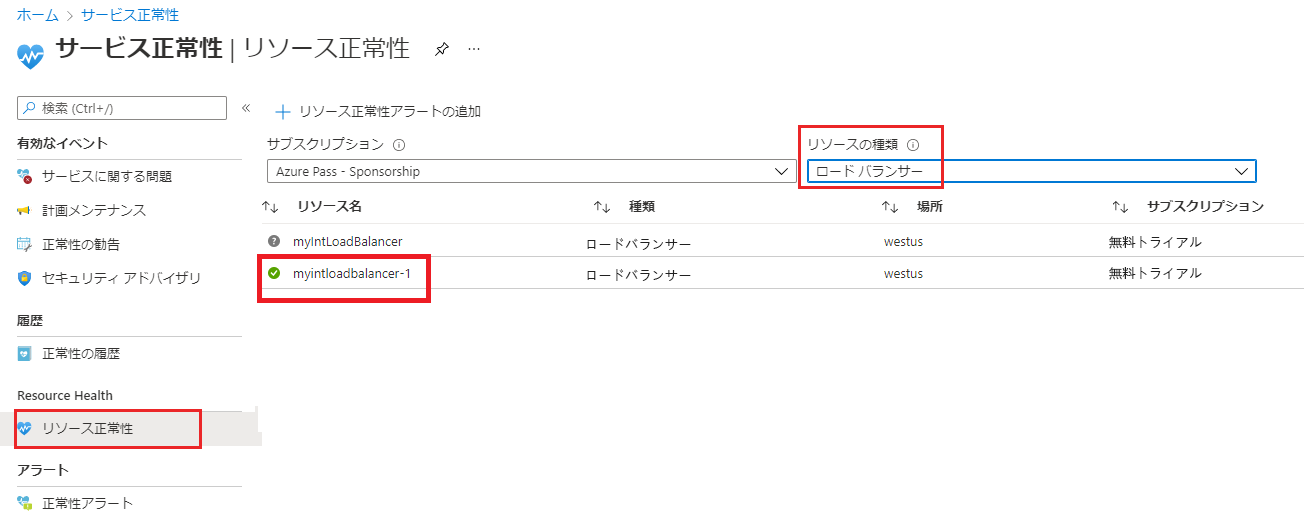 ホーム > サービス正常性
サービス正常性 | リソース正常性 ...
検索 (Ctrl+/) «
有効なイベント
サービスに関する問題
計画メンテナンス
正常性の勧告
セキュリティ アドバイザリ
履歴
正常性の履歴
Resource Health
リソース正常性
アラート
正常性アラート
+ リソース正常性アラートの追加
サブスクリプション リソースの種類
Azure Pass - Sponsorship ロード バランサー
↑↓ リソース名 ↑↓ 種類 ↑↓ 場所 ↑↓ サブスクリプション
myIntLoadBalancer ロードバランサー westus 無料トライアル
myintloadbalancer-1 ロードバランサー westus 無料トライアル